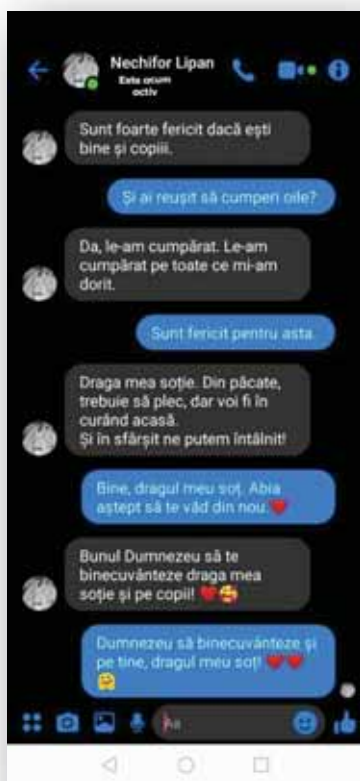 Nechifor Lipan
Este acum
activ
Sunt foarte fericit dacă ești
bine și copiii.
Și ai reușit să cumperi oile?
Da, le-am cumpărat. Le-am
cumpărat pe toate ce mi-am
dorit.
Sunt fericit pentru asta.
Draga mea soție. Din păcate,
trebuie să plec, dar voi fi în
curând acasă.
Și în sfârșit ne putem întâlnit!
Bine, dragul meu soț. Abia
aștept să te văd din nou.❤️
Bunul Dumnezeu să te
binecuvânteze draga mea
soție și pe copii! ❤️🥰
Dumnezeu să binecuvânteze și
pe tine, dragul meu soț! ❤️❤️
🤗
Aa